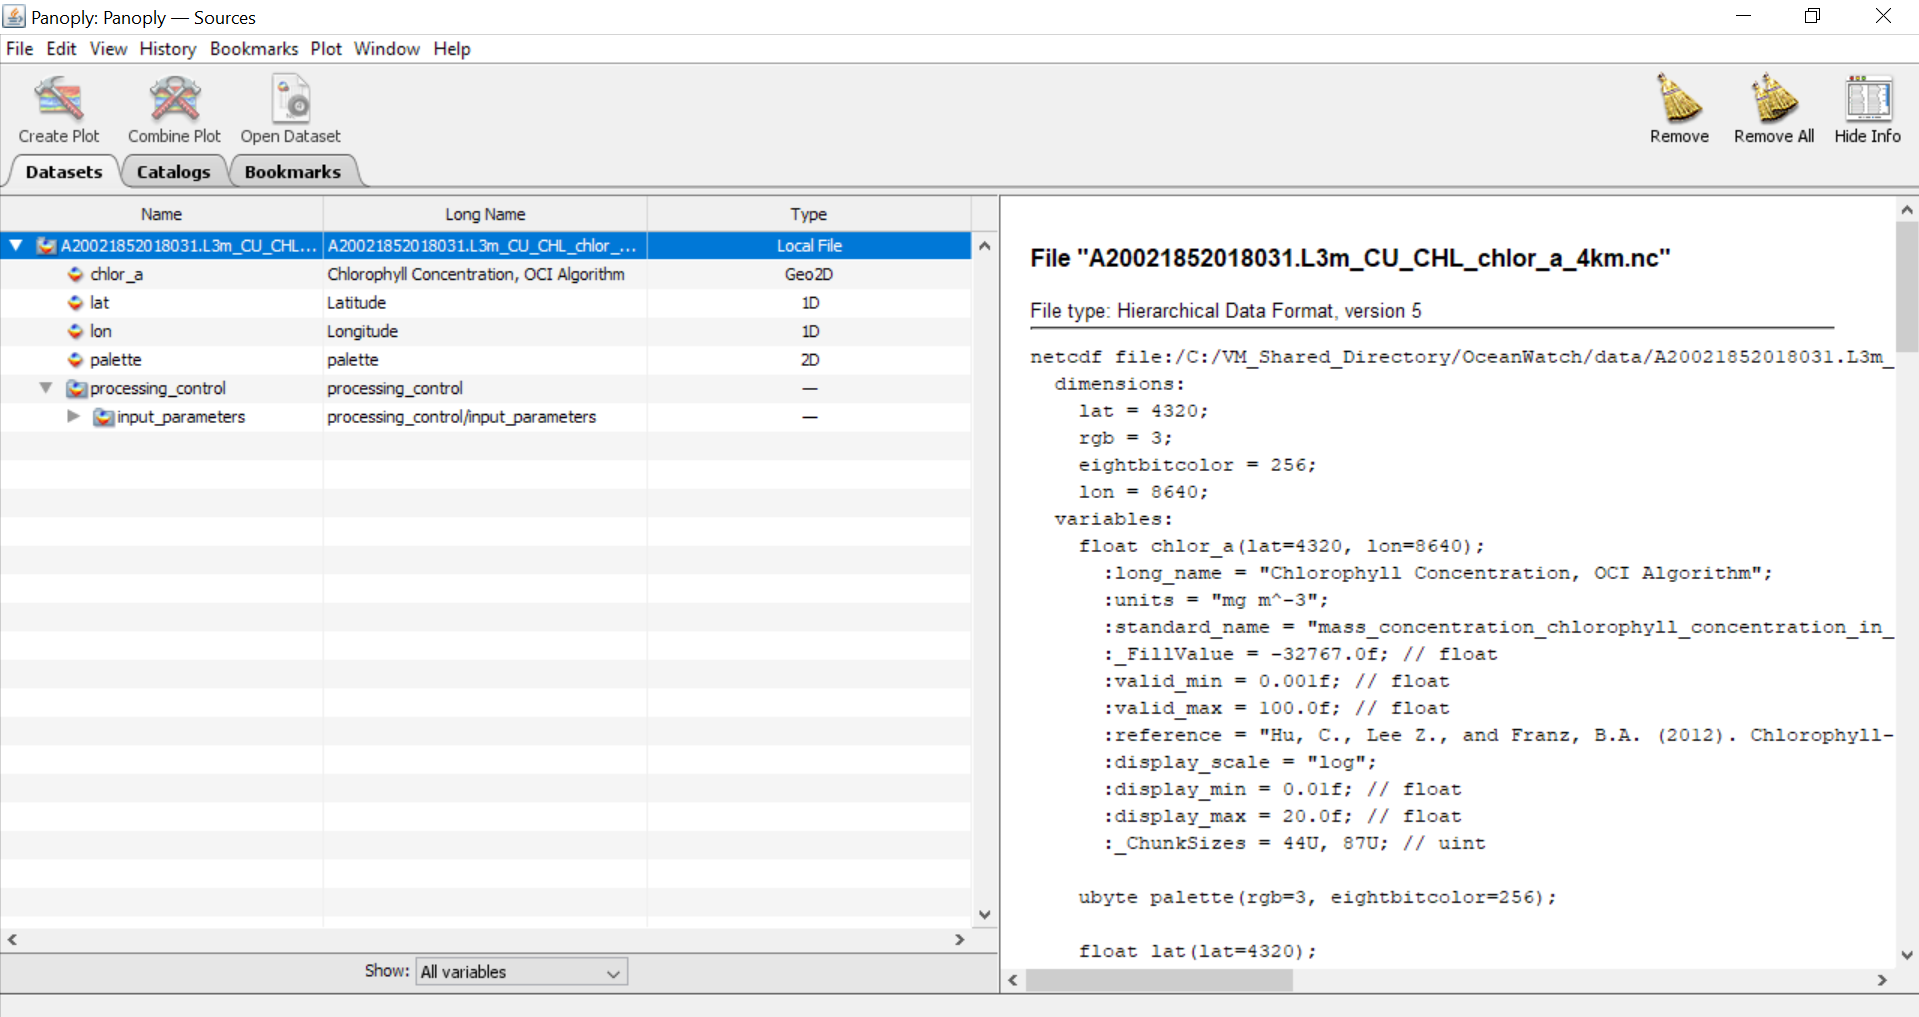 Panoply: Panoply — Sources
File Edit View History Bookmarks Plot Window Help
Create Plot Combine Plot Open Dataset Remove Remove All Hide Info
Datasets Catalogs Bookmarks
Name Long Name Type
A20021852018031.L3m_CU_CHL... A20021852018031.L3m_CU_CHL_chlor_... Local File
chlor_a Chlorophyll Concentration, OCI Algorithm Geo2D
lat Latitude 1D
lon Longitude 1D
palette palette 2D
processing_control processing_control —
input_parameters processing_control/input_parameters —
Show: All variables
File "A20021852018031.L3m_CU_CHL_chlor_a_4km.nc"
File type: Hierarchical Data Format, version 5
netcdf file:/C:/VM_Shared_Directory/OceanWatch/data/A20021852018031.L3m_
dimensions:
lat = 4320;
rgb = 3;
eightbitcolor = 256;
lon = 8640;
variables:
float chlor_a(lat=4320, lon=8640);
:long_name = "Chlorophyll Concentration, OCI Algorithm";
:units = "mg m^-3";
:standard_name = "mass_concentration_chlorophyll_concentration_in_
:_FillValue = -32767.0f; // float
:valid_min = 0.001f; // float
:valid_max = 100.0f; // float
:reference = "Hu, C., Lee Z., and Franz, B.A. (2012). Chlorophyll-
:display_scale = "log";
:display_min = 0.01f; // float
:display_max = 20.0f; // float
:_ChunkSizes = 44U, 87U; // uint
ubyte palette(rgb=3, eightbitcolor=256);
float lat(lat=4320);